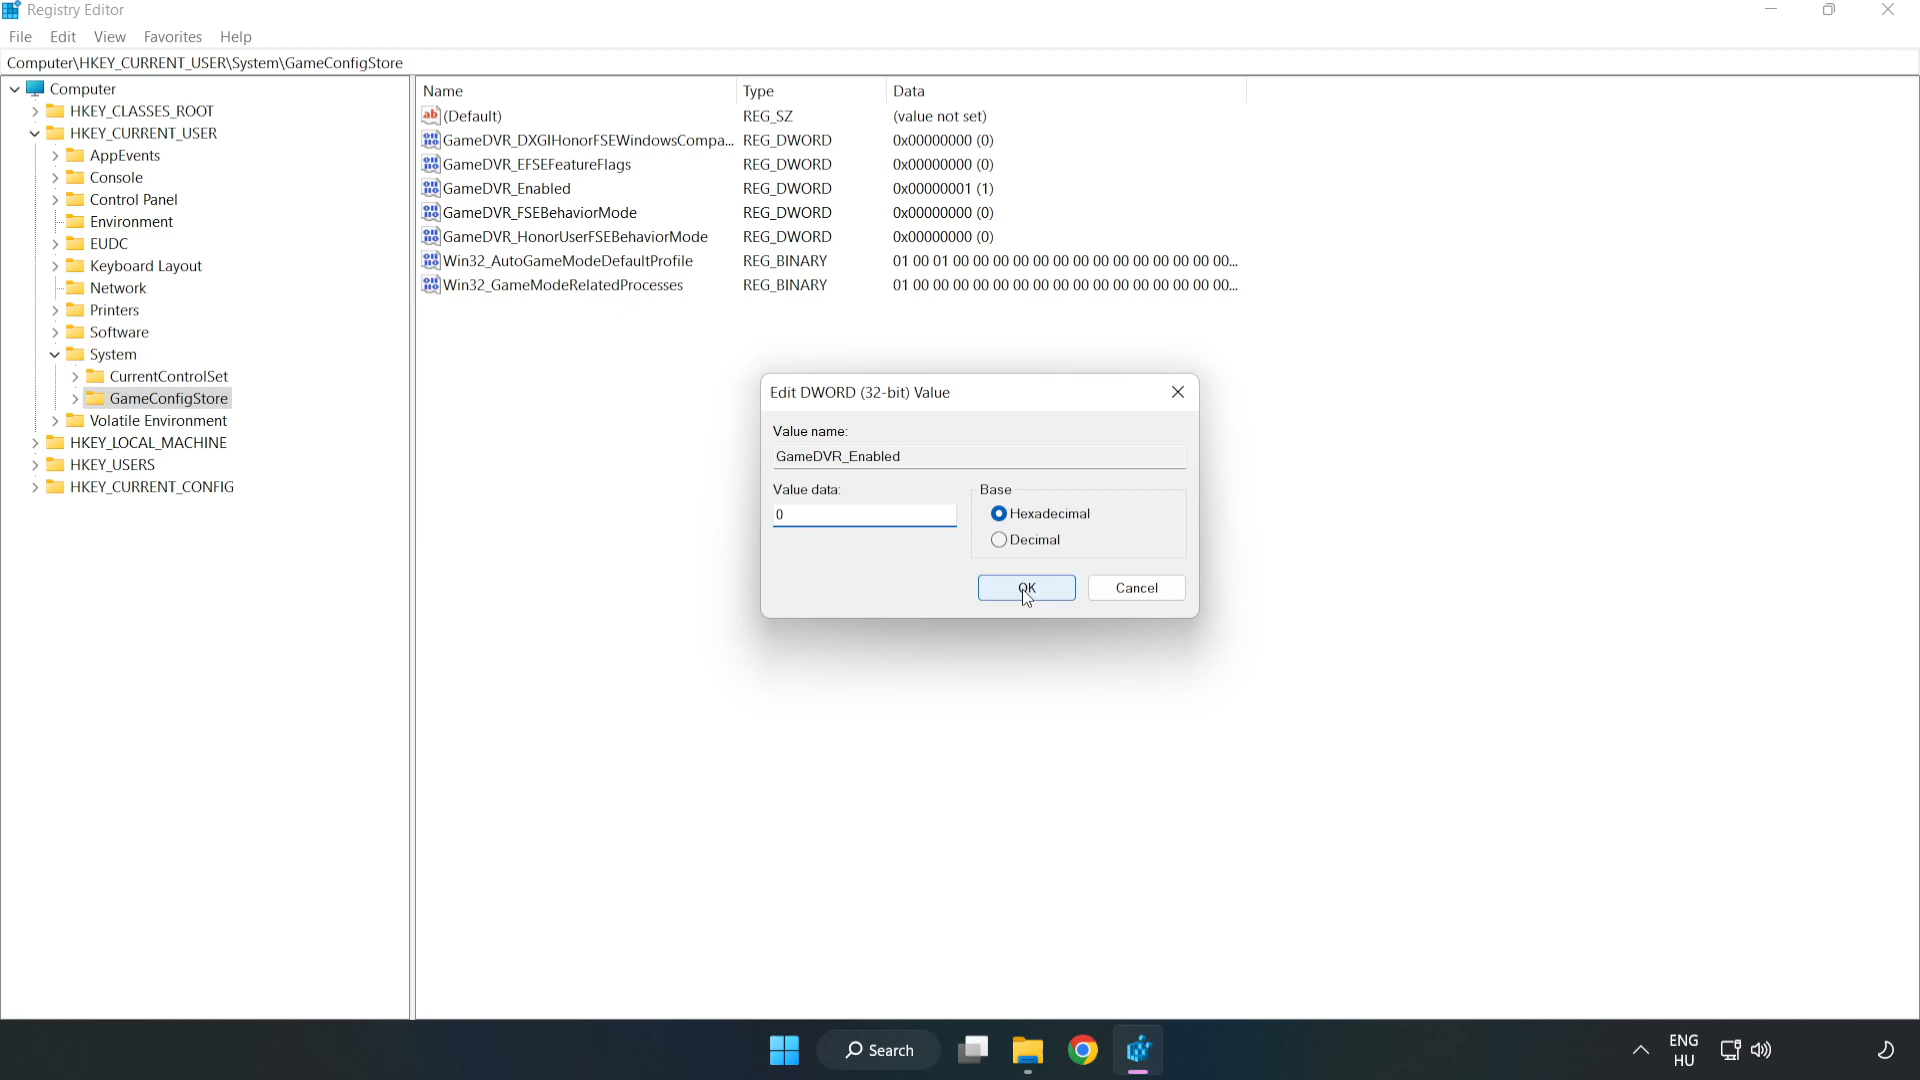 Registry Editor
File Edit View Favorites Help
Computer\HKEY_CURRENT_USER\System\GameConfigStore
Computer
HKEY_CLASSES_ROOT
HKEY_CURRENT_USER
AppEvents
Console
Control Panel
Environment
EUDC
Keyboard Layout
Network
Printers
Software
System
CurrentControlSet
GameConfigStore
Volatile Environment
HKEY_LOCAL_MACHINE
HKEY_USERS
HKEY_CURRENT_CONFIG
Name Type Data
(Default) REG_SZ (value not set)
GameDVR_DXGIHonorFSEWindowsCompa... REG_DWORD 0x00000000 (0)
GameDVR_EFSEFeatureFlags REG_DWORD 0x00000000 (0)
GameDVR_Enabled REG_DWORD 0x00000001 (1)
GameDVR_FSEBehaviorMode REG_DWORD 0x00000000 (0)
GameDVR_HonorUserFSEBehaviorMode REG_DWORD 0x00000000 (0)
Win32_AutoGameModeDefaultProfile REG_BINARY 01 00 01 00 00 00 00 00 00 00 00 00 00 00 00 00 00...
Win32_GameModeRelatedProcesses REG_BINARY 01 00 00 00 00 00 00 00 00 00 00 00 00 00 00 00 00...
Edit DWORD (32-bit) Value
Value name:
GameDVR_Enabled
Value data: Base
0 Hexadecimal
Decimal
OK Cancel
Search
ENG
HU